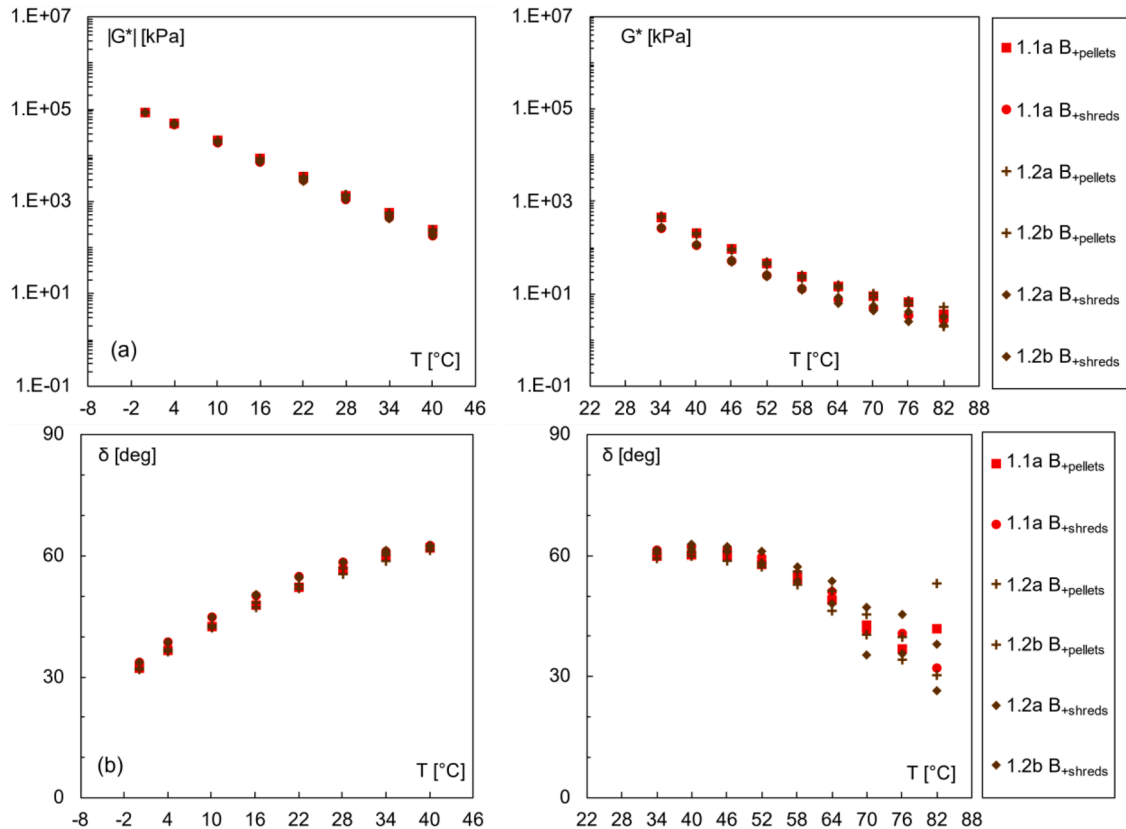 1.E+07
|G*| [kPa]
1.E+05
1.E+03
1.E+01
(a)
T [°C]
1.E-01
-8 -2 4 10 16 22 28 34 40 46
1.E+07
G* [kPa]
1.E+05
1.E+03
1.E+01
T [°C]
1.E-01
22 28 34 40 46 52 58 64 70 76 82 88
1.1a B+pellets
1.1a B+shreds
1.2a B+pellets
1.2b B+pellets
1.2a B+shreds
1.2b B+shreds
90
δ [deg]
60
30
(b)
T [°C]
0
-8 -2 4 10 16 22 28 34 40 46
90
δ [deg]
60
30
T [°C]
0
22 28 34 40 46 52 58 64 70 76 82 88
1.1a B+pellets
1.1a B+shreds
1.2a B+pellets
1.2b B+pellets
1.2a B+shreds
1.2b B+shreds